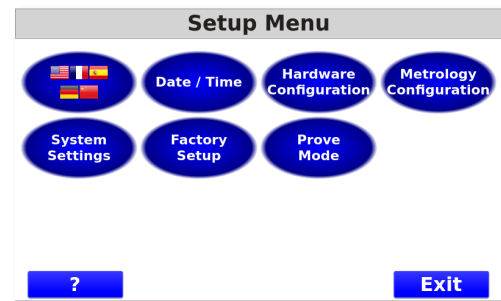 Setup Menu
Date / Time
Hardware
Configuration
Metrology
Configuration
System
Settings
Factory
Setup
Prove
Mode
?
Exit